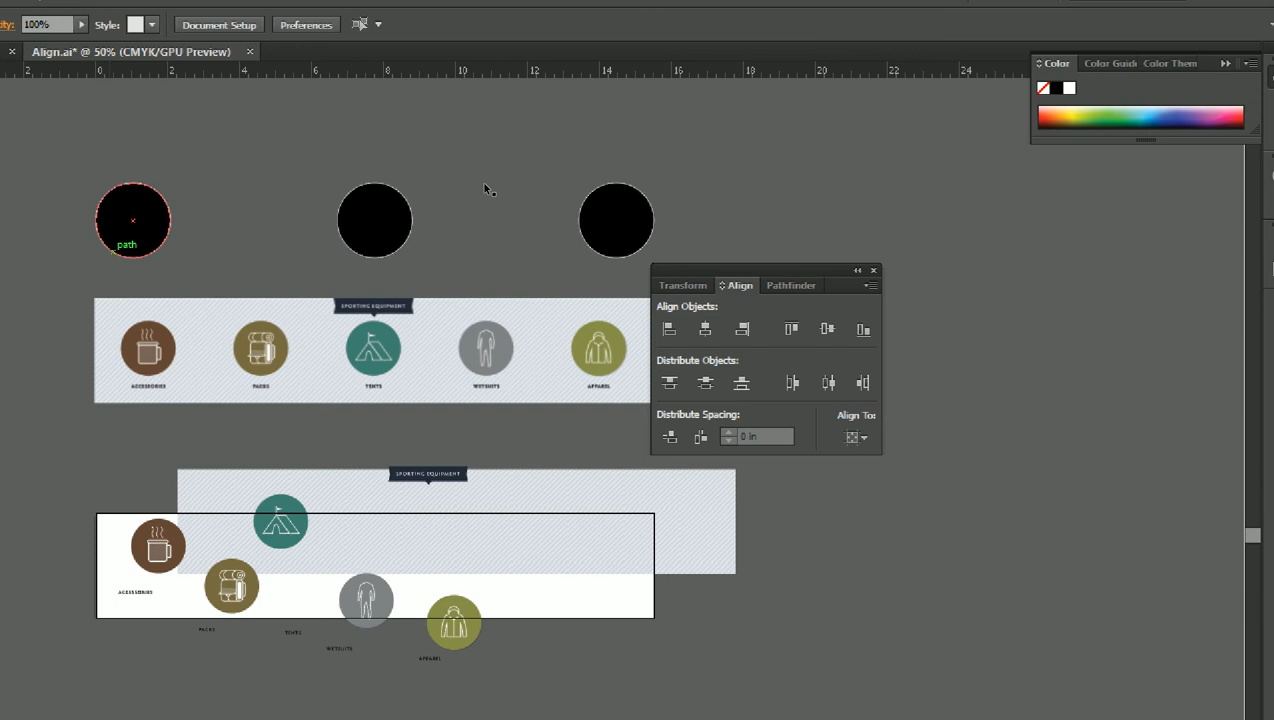 ity: 100% Style: Document Setup Preferences
Align.ai* @ 50% (CMYK/GPU Preview)
2 0 2 4 6 8 10 12 14 16 18 20 22 24
Color Color Guid Color Them
path
Transform Align Pathfinder
Align Objects:
SPORTING EQUIPMENT
Distribute Objects:
ACCESSORIES PACKS TENTS WETSUITS APPAREL
Distribute Spacing: Align To:
0 in
SPORTING EQUIPMENT
ACCESSORIES
PACKS
TENTS
WETSUITS
APPAREL